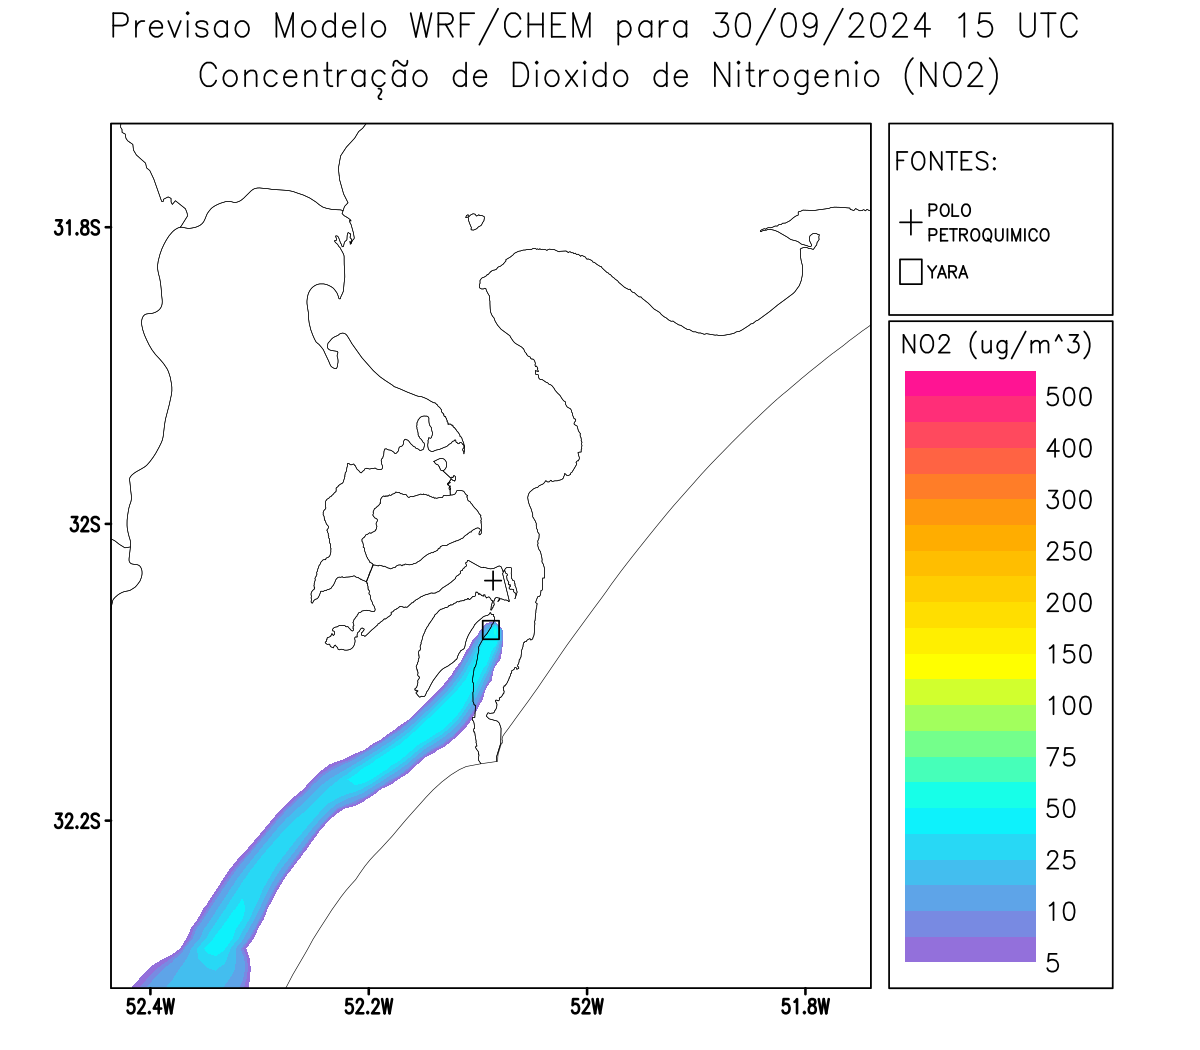 Previsao Modelo WRF/CHEM para 30/09/2024 15 UTC
Concentração de Dioxido de Nitrogenio (NO2)
FONTES:
POLO
PETROQUIMICO
YARA
NO2 (ug/m^3)
500
400
300
250
200
150
100
75
50
25
10
5
31.8S
32S
32.2S
52.4W
52.2W
52W
51.8W